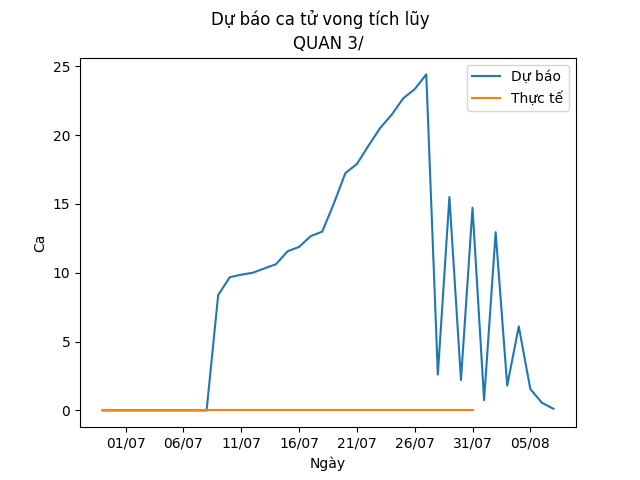 Dự báo ca tử vong tích lũy
QUAN 3/
Dự báo
Thực tế
25
20
15
10
5
0
Ca
01/07 06/07 11/07 16/07 21/07 26/07 31/07 05/08
Ngày